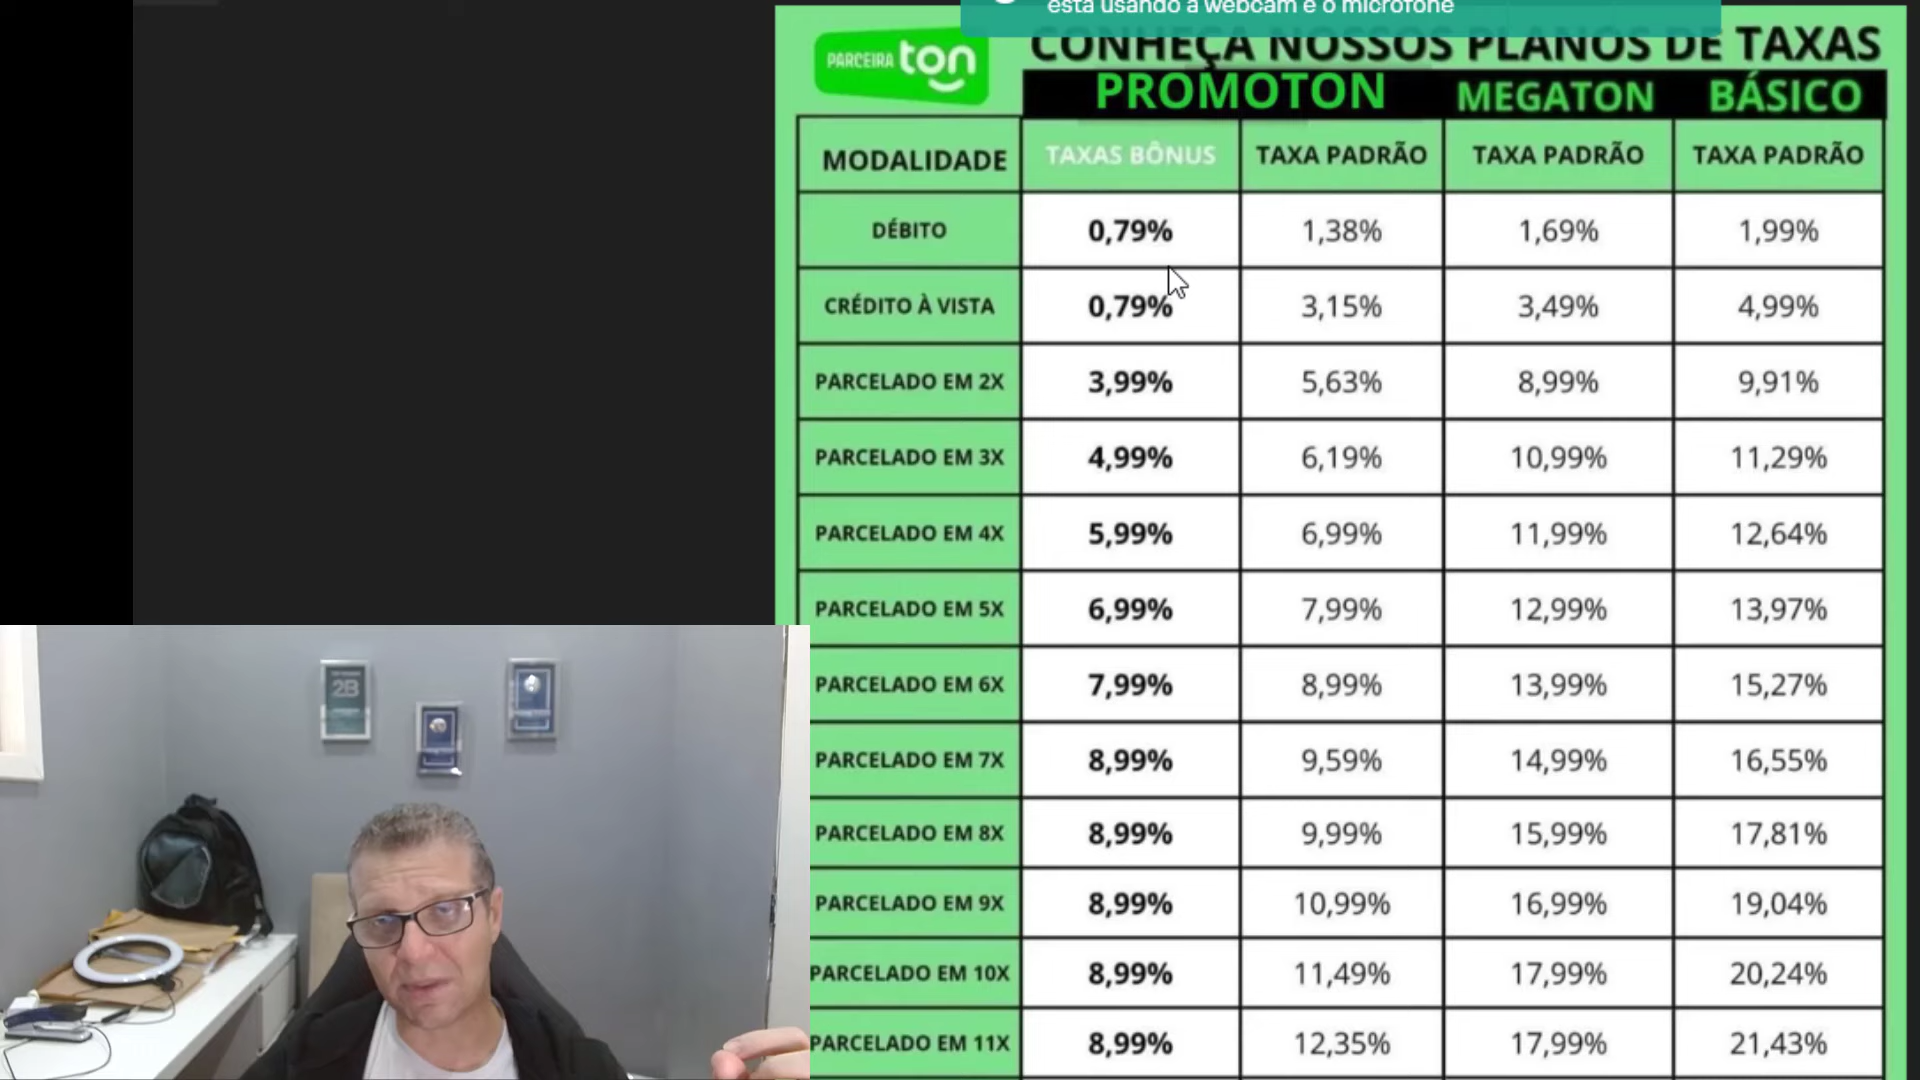 está usando a webcam e o microfone
PARCEIRA ton
CONHEÇA NOSSOS PLANOS DE TAXAS
PROMOTON MEGATON BÁSICO
MODALIDADE TAXAS BÔNUS TAXA PADRÃO TAXA PADRÃO TAXA PADRÃO
DÉBITO 0,79% 1,38% 1,69% 1,99%
CRÉDITO À VISTA 0,79% 3,15% 3,49% 4,99%
PARCELADO EM 2X 3,99% 5,63% 8,99% 9,91%
PARCELADO EM 3X 4,99% 6,19% 10,99% 11,29%
PARCELADO EM 4X 5,99% 6,99% 11,99% 12,64%
PARCELADO EM 5X 6,99% 7,99% 12,99% 13,97%
PARCELADO EM 6X 7,99% 8,99% 13,99% 15,27%
PARCELADO EM 7X 8,99% 9,59% 14,99% 16,55%
PARCELADO EM 8X 8,99% 9,99% 15,99% 17,81%
PARCELADO EM 9X 8,99% 10,99% 16,99% 19,04%
PARCELADO EM 10X 8,99% 11,49% 17,99% 20,24%
PARCELADO EM 11X 8,99% 12,35% 17,99% 21,43%
2B